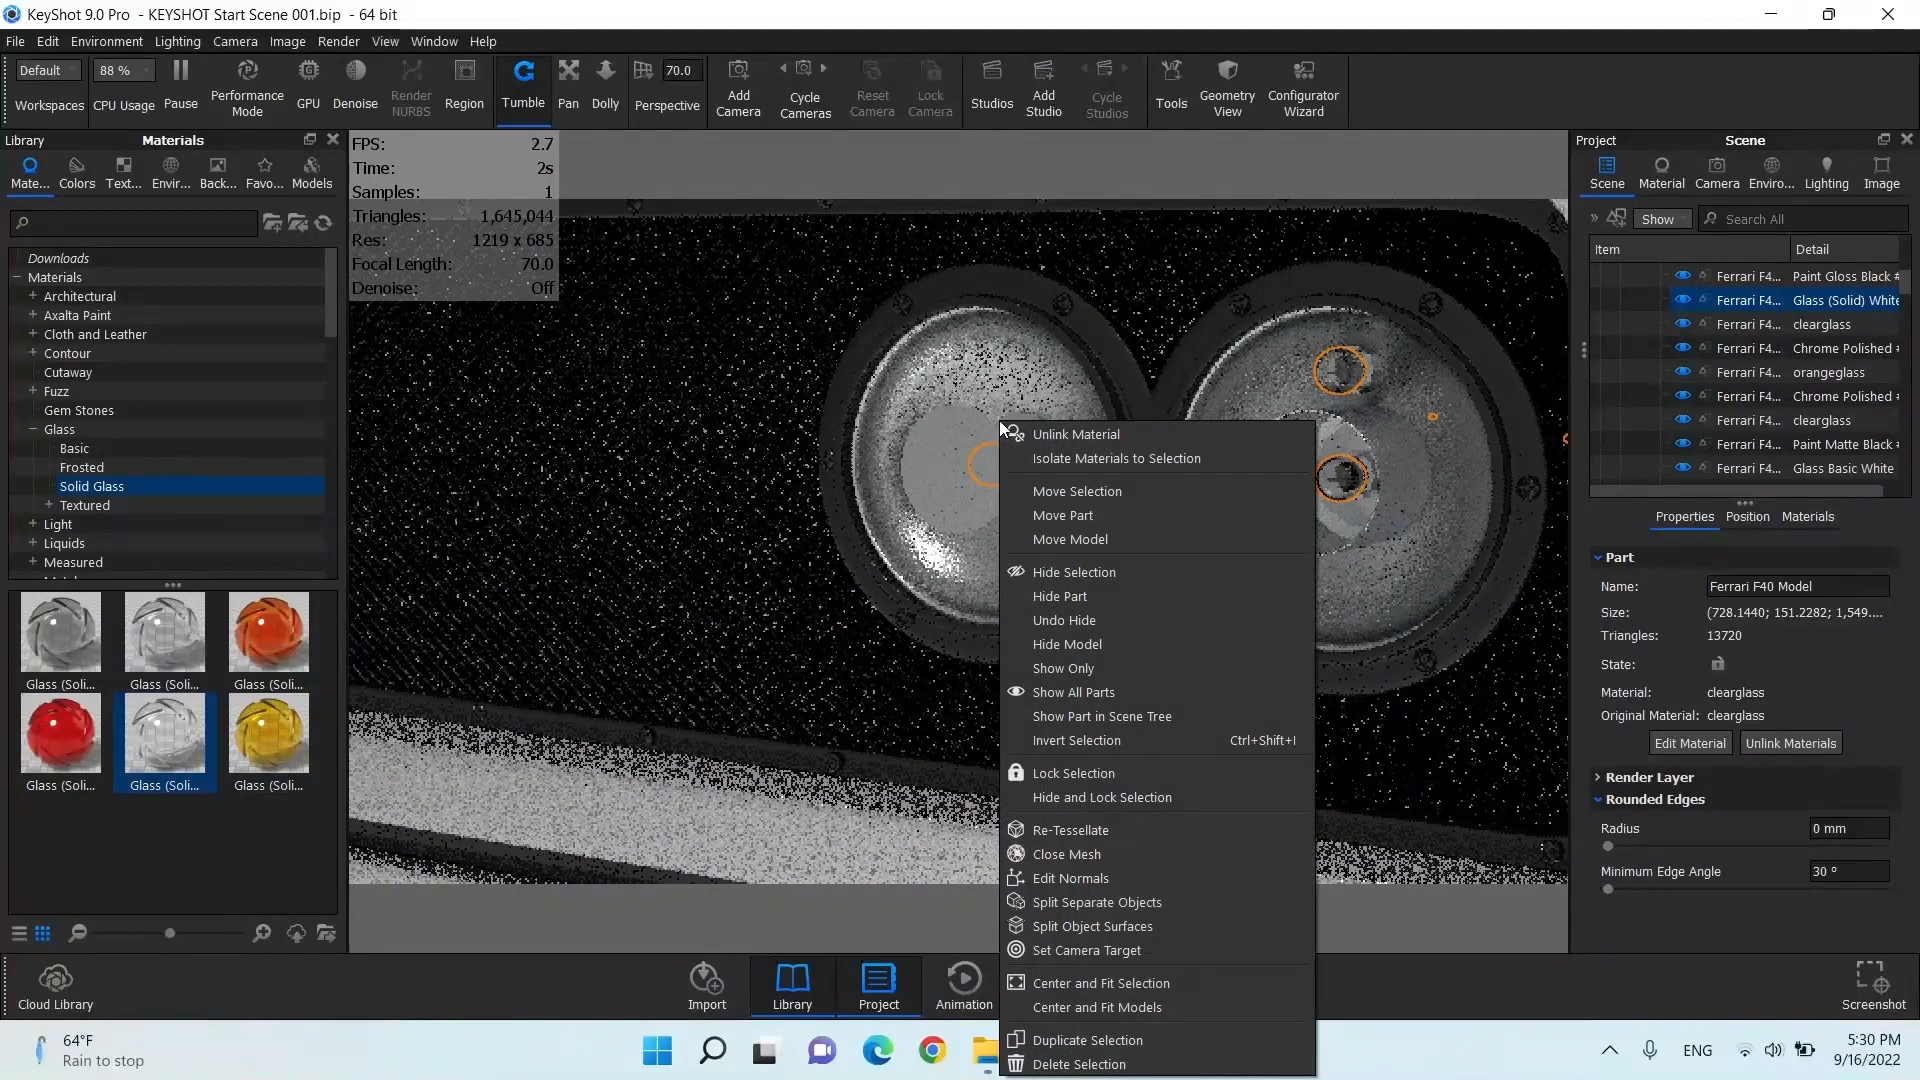 KeyShot 9.0 Pro - KEYSHOT Start Scene 001.bip - 64 bit
File Edit Environment Lighting Camera Image Render View Window Help
Default 88 % 70.0
Workspaces CPU Usage Pause Performance Mode GPU Denoise Render NURBS Region Tumble Pan Dolly Perspective Add Camera Cycle Cameras Reset Camera Lock Camera Studios Add Studio Cycle Studios Tools Geometry View Configurator Wizard
Library Materials
Mate... Colors Text... Envir... Back... Favo... Models
Downloads
Materials
Architectural
Axalta Paint
Cloth and Leather
Contour
Cutaway
Fuzz
Gem Stones
Glass
Basic
Frosted
Solid Glass
Textured
Light
Liquids
Measured
Glass (Soli... Glass (Soli... Glass (Soli...
Glass (Soli... Glass (Soli... Glass (Soli...
Cloud Library
FPS: 2.7
Time: 2s
Samples: 1
Triangles: 1,645,044
Res: 1219 x 685
Focal Length: 70.0
Denoise: Off
Unlink Material
Isolate Materials to Selection
Move Selection
Move Part
Move Model
Hide Selection
Hide Part
Undo Hide
Hide Model
Show Only
Show All Parts
Show Part in Scene Tree
Invert Selection Ctrl+Shift+I
Lock Selection
Hide and Lock Selection
Re-Tessellate
Close Mesh
Edit Normals
Split Separate Objects
Split Object Surfaces
Set Camera Target
Center and Fit Selection
Center and Fit Models
Duplicate Selection
Delete Selection
Import Library Project Animation
Project Scene
Scene Material Camera Enviro... Lighting Image
Show Search All
Item Detail
Ferrari F4... Paint Gloss Black #
Ferrari F4... Glass (Solid) White
Ferrari F4... clearglass
Ferrari F4... Chrome Polished #
Ferrari F4... orangeglass
Ferrari F4... Chrome Polished #
Ferrari F4... clearglass
Ferrari F4... Paint Matte Black #
Ferrari F4... Glass Basic White
Properties Position Materials
Part
Name: Ferrari F40 Model
Size: (728.1440; 151.2282; 1,549....
Triangles: 13720
State:
Material: clearglass
Original Material: clearglass
Edit Material Unlink Materials
Render Layer
Rounded Edges
Radius 0 mm
Minimum Edge Angle 30 °
Screenshot
64°F
Rain to stop
ENG
5:30 PM
9/16/2022